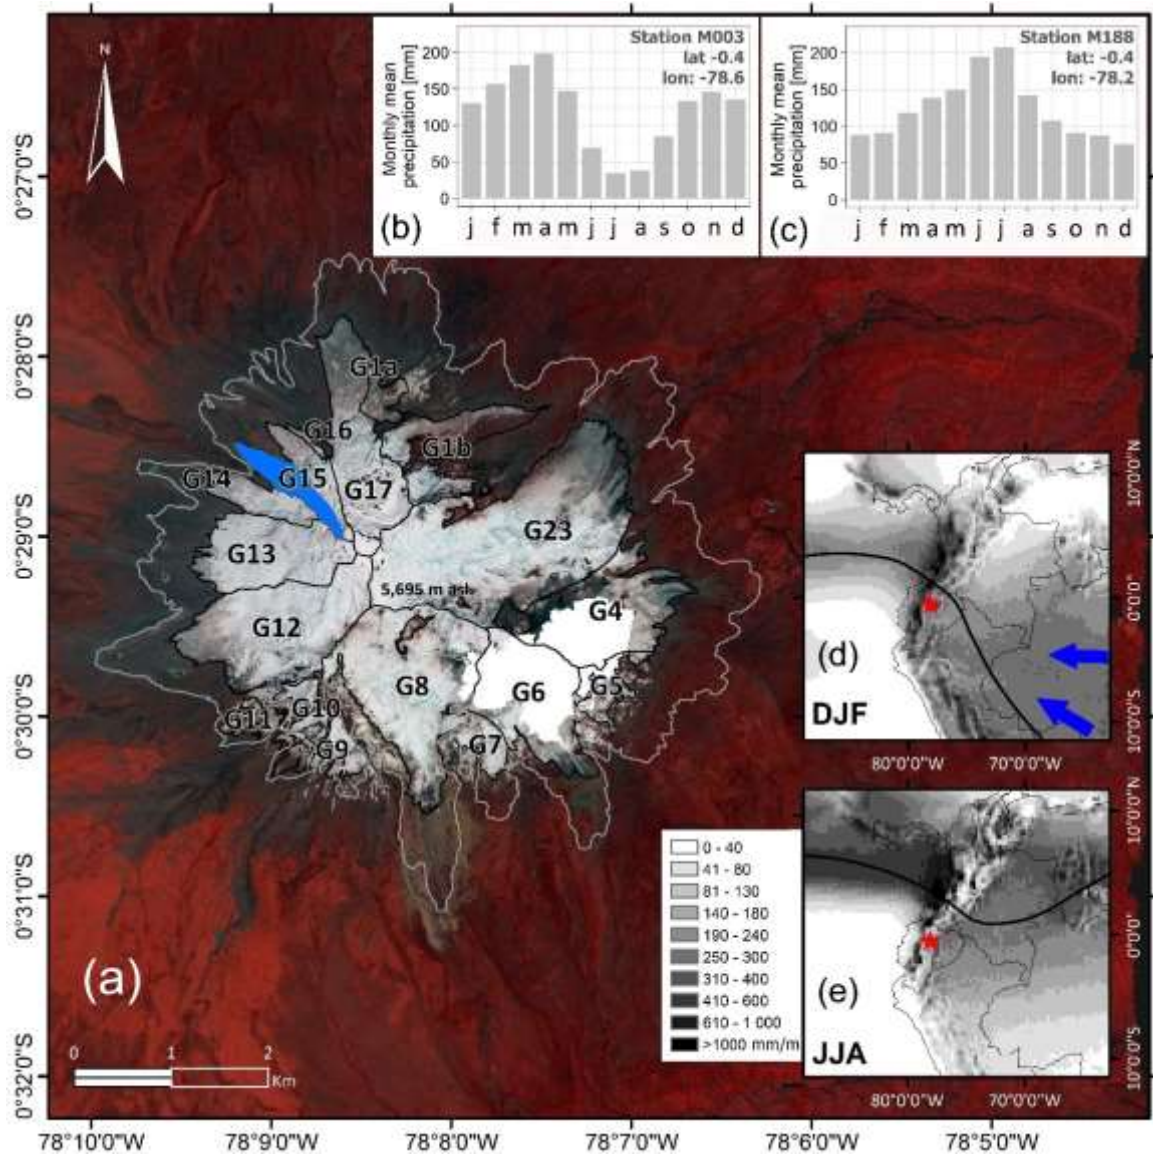 N
Monthly mean
precipitation [mm]
200
150
100
50
0
Station M003
lat -0.4
lon: -78.6
j f m a m j j a s o n d
(b)
Monthly mean
precipitation [mm]
200
150
100
50
0
Station M188
lat: -0.4
lon: -78.2
j f m a m j j a s o n d
(c)
0°27'0"S
0°28'0"S
0°29'0"S
0°30'0"S
0°31'0"S
0°32'0"S
G1a
G16
G1b
G14
G15
G17
G23
G13
5,695 m asl.
G4
G12
G8
G6
G5
G10
G11
G9
G7
(a)
0 1 2
Km
0 - 40
41 - 80
81 - 130
140 - 180
190 - 240
250 - 300
310 - 400
410 - 600
610 - 1 000
>1000 mm/m
(d)
DJF
10°0'0"N
0°0'0"
10°0'0"S
80°0'0"W 70°0'0"W
(e)
JJA
10°0'0"N
0°0'0"
10°0'0"S
80°0'0"W 70°0'0"W
78°10'0"W 78°9'0"W 78°8'0"W 78°7'0"W 78°6'0"W 78°5'0"W